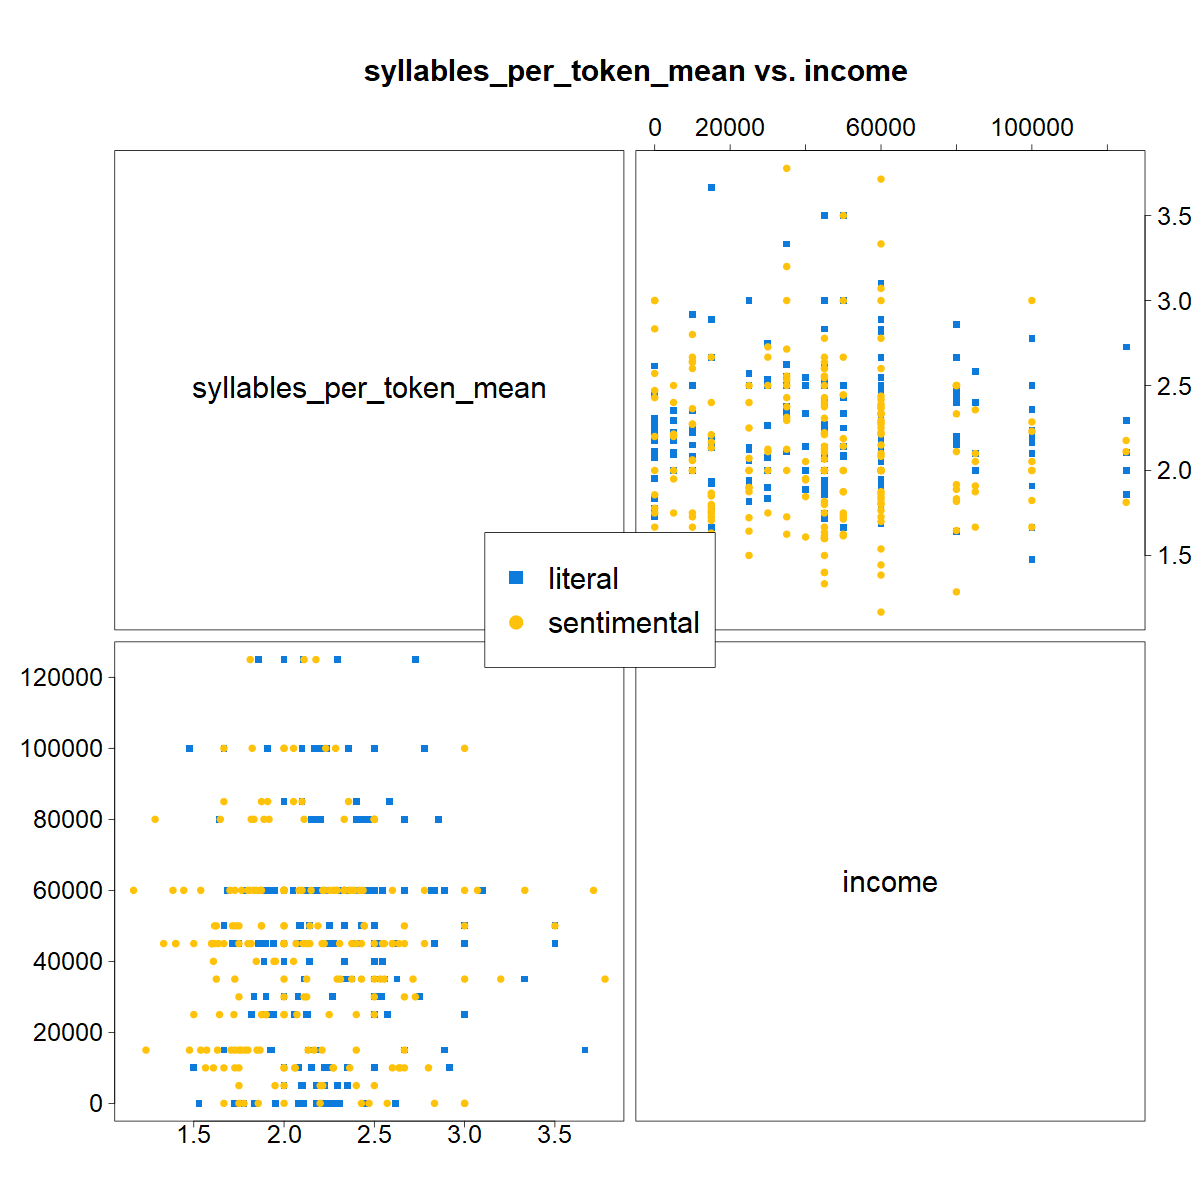 syllables_per_token_mean vs. income
0 20000 60000 100000
syllables_per_token_mean
3.5
3.0
2.5
2.0
1.5
literal
sentimental
120000
100000
80000
60000
40000
20000
0
income
1.5 2.0 2.5 3.0 3.5